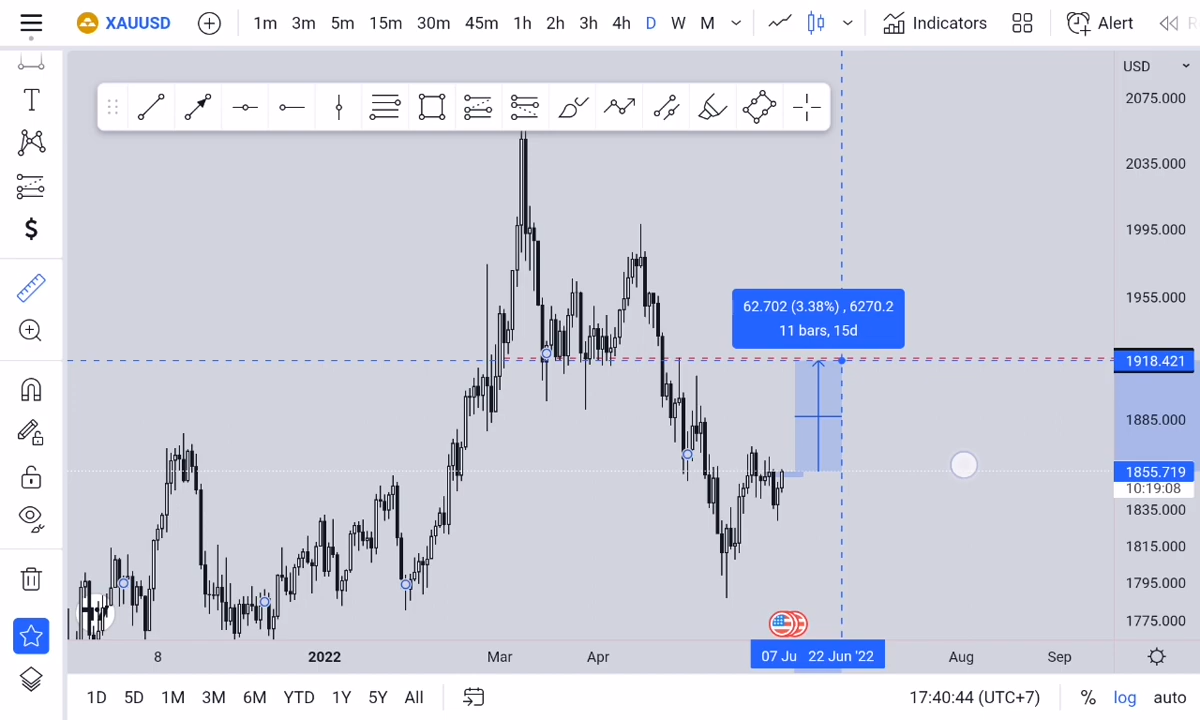 XAUUSD 1m 3m 5m 15m 30m 45m 1h 2h 3h 4h D W M Indicators Alert
USD
2075.000
2035.000
1995.000
1955.000
62.702 (3.38%) , 6270.2
11 bars, 15d
1918.421
1885.000
1855.719
10:19:08
1835.000
1815.000
1795.000
1775.000
8 2022 Mar Apr 07 Ju 22 Jun '22 Aug Sep
1D 5D 1M 3M 6M YTD 1Y 5Y All 17:40:44 (UTC+7) % log auto